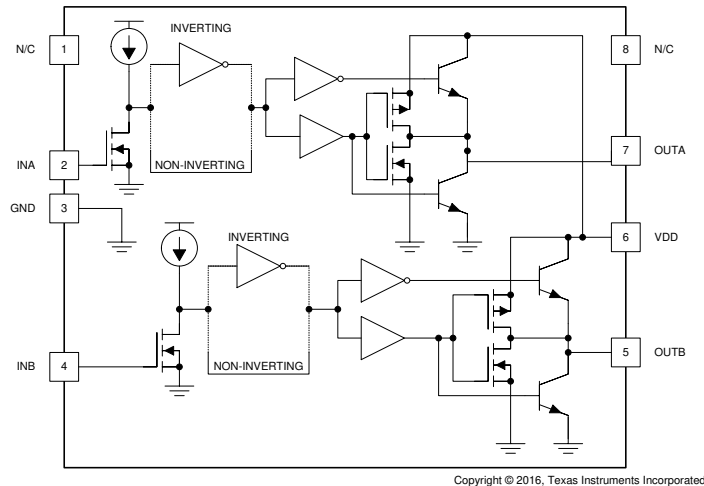 INVERTING
N/C 1
8 N/C
NON-INVERTING
INA 2
7 OUTA
GND 3
INVERTING
6 VDD
NON-INVERTING
INB 4
5 OUTB
Copyright © 2016, Texas Instruments Incorporated